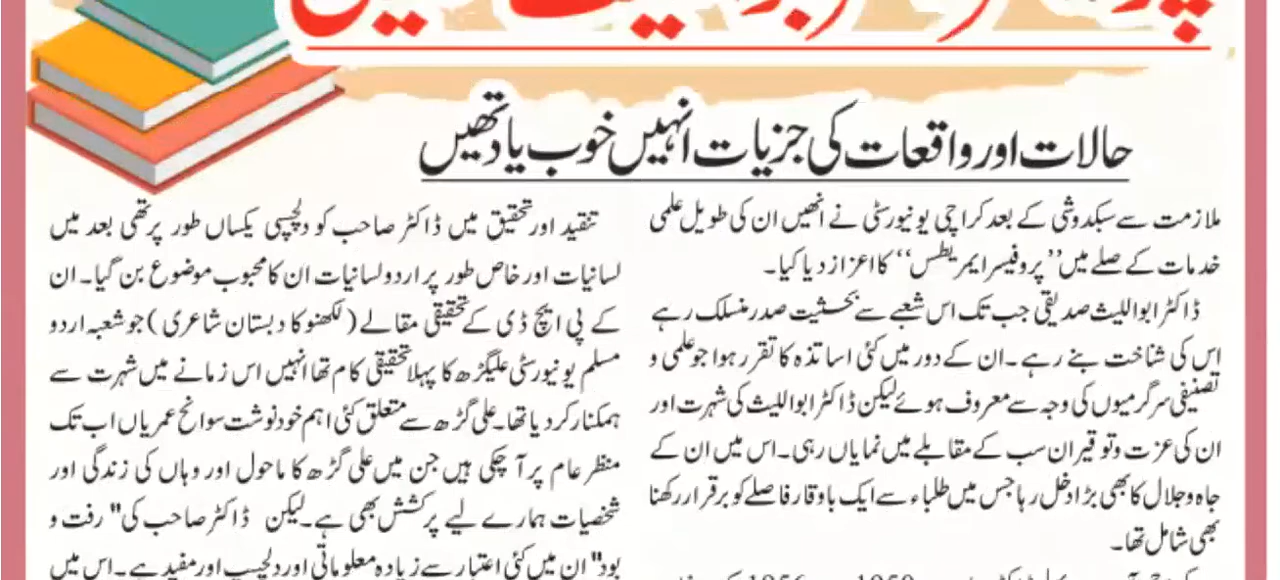 حالات اور واقعات کی جزیات انہیں خوب یاد تھیں
ملازمت سے سبکدوشی کے بعد کراچی یونیورسٹی نے انھیں ان کی طویل علمی
خدمات کے صلے میں ’’پروفیسر ایمریطس‘‘ کا اعزاز دیا گیا۔
ڈاکٹر ابواللیث صدیقی جب تک اس شعبے سے بحیثیت صدر منسلک رہے
اس کی شناخت بنے رہے۔ ان کے دور میں کئی اساتذہ کا تقرر ہوا جو علمی و
تصنیفی سرگرمیوں کی وجہ سے معروف ہوئے لیکن ڈاکٹر ابواللیث کی شہرت اور
ان کی عزت و توقیر ان سب کے مقابلے میں نمایاں رہی۔ اس میں ان کے
جاہ و جلال کا بھی بڑا دخل رہا جس میں طلباء سے ایک باوقار فاصلے کو برقرار رکھنا
بھی شامل تھا۔
تنقید اور تحقیق میں ڈاکٹر صاحب کو دلچسپی یکساں طور پر تھی بعد میں
لسانیات اور خاص طور پر اردو لسانیات ان کا محبوب موضوع بن گیا۔ ان
کے پی ایچ ڈی کے تحقیقی مقالے (لکھنو کا دبستان شاعری) جو شعبہ اردو
مسلم یونیورسٹی علیگڑھ کا پہلا تحقیقی کام تھا انہیں اس زمانے میں شہرت سے
ہمکنار کر دیا تھا۔ علی گڑھ سے متعلق کئی اہم خودنوشت سوانح عمریاں اب تک
منظر عام پر آ چکی ہیں جن میں علی گڑھ کا ماحول اور وہاں کی زندگی اور
شخصیات ہمارے لیے پرکشش بھی ہے۔ لیکن ڈاکٹر صاحب کی "رفت و
بود" ان میں کئی اعتبار سے زیادہ معلوماتی اور دلچسپ اور مفید ہے۔ اس میں